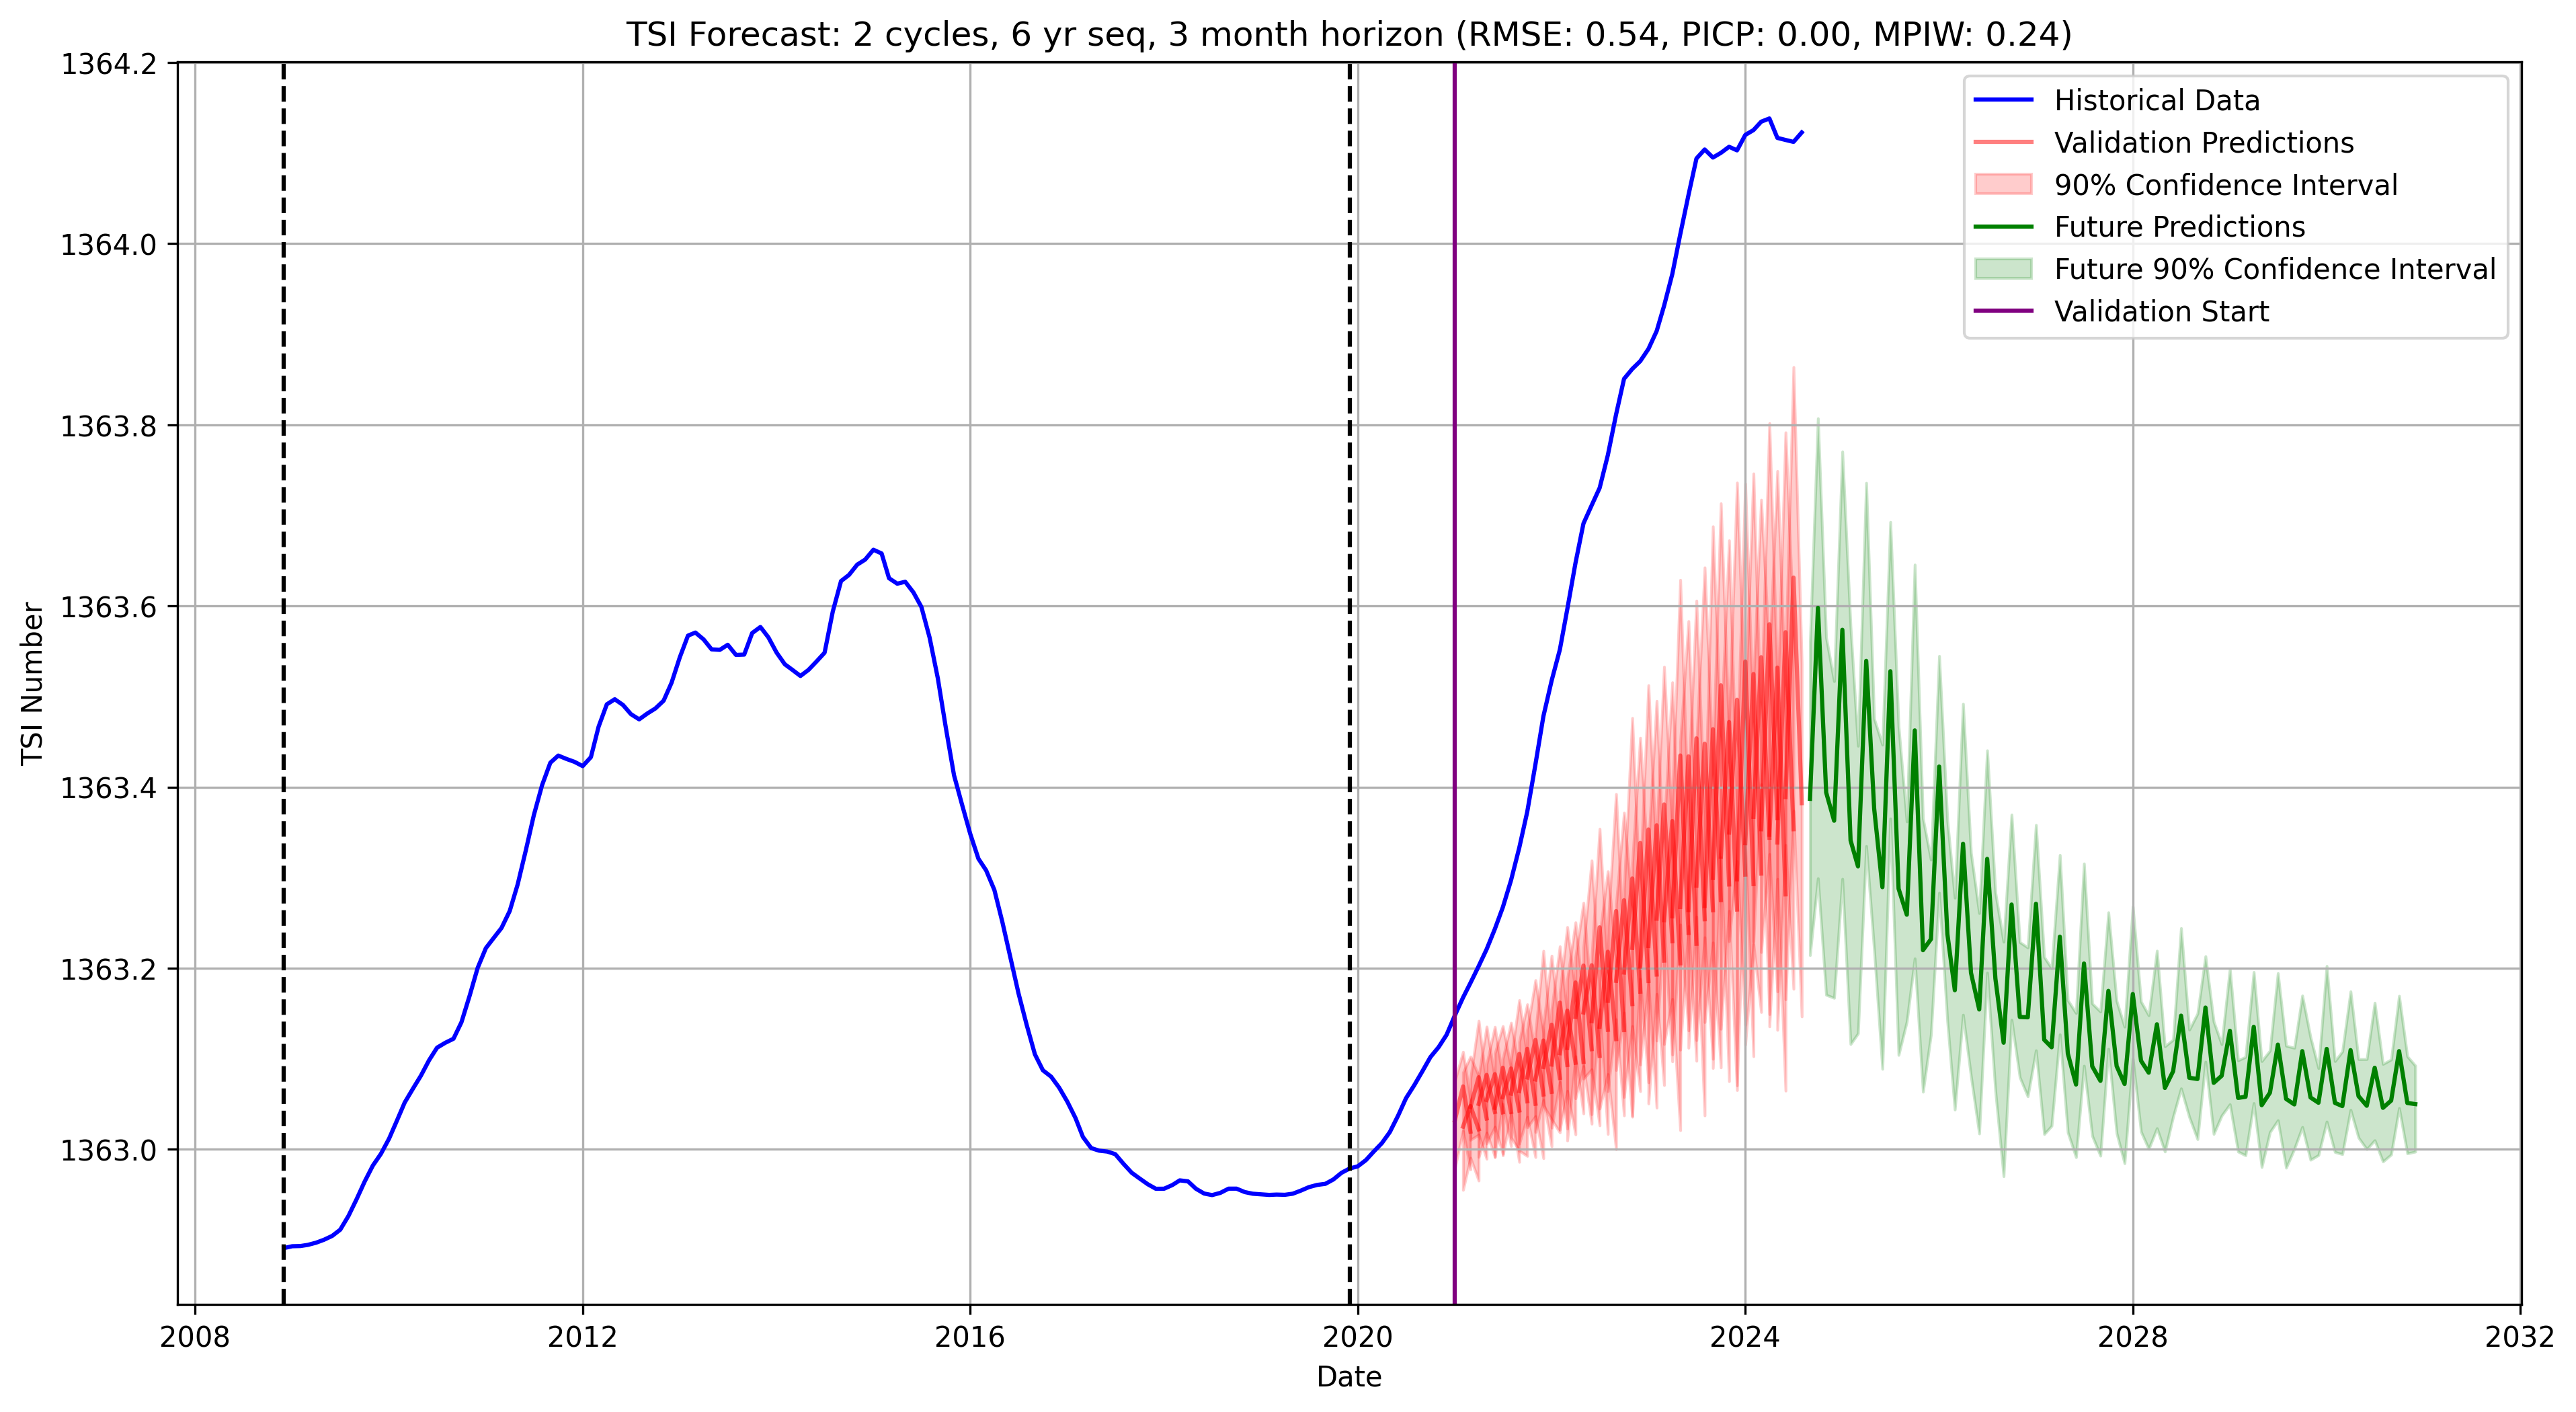 TSI Forecast: 2 cycles, 6 yr seq, 3 month horizon (RMSE: 0.54, PICP: 0.00, MPIW: 0.24)
1364.2
1364.0
1363.8
1363.6
1363.4
1363.2
1363.0
TSI Number
Historical Data
Validation Predictions
90% Confidence Interval
Future Predictions
Future 90% Confidence Interval
Validation Start
2008 2012 2016 2020 2024 2028 2032
Date